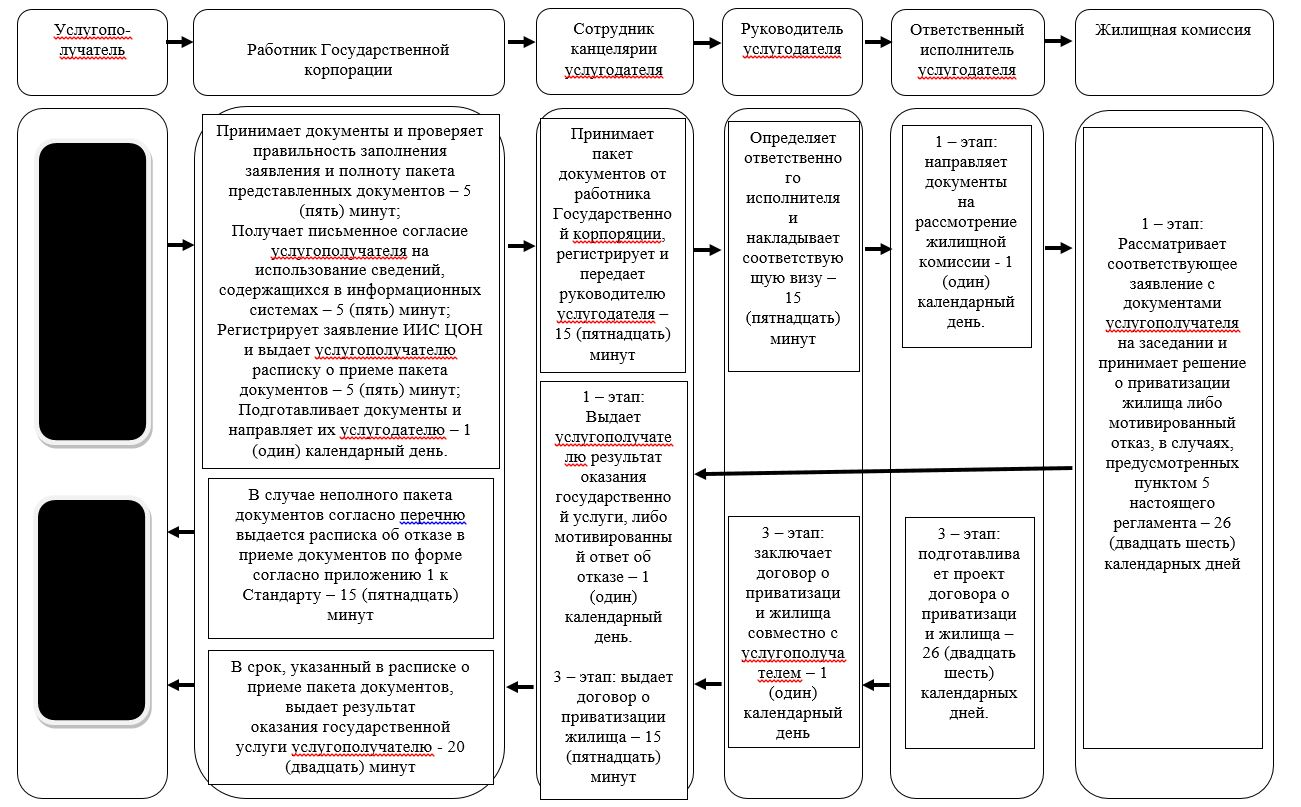 Услугопо-
лучатель
Работник Государственной
корпорации
Сотрудник
канцелярии
услугодателя
Руководитель
услугодателя
Ответственный
исполнитель
услугодателя
Жилищная комиссия
Принимает документы и проверяет
правильность заполнения
заявления и полноту пакета
представленных документов – 5
(пять) минут;
Получает письменное согласие
услугополучателя на
использование сведений,
содержащихся в информационных
системах – 5 (пять) минут;
Регистрирует заявление ИИС ЦОН
и выдает услугополучателю
расписку о приеме пакета
документов – 5 (пять) минут;
Подготавливает документы и
направляет их услугодателю – 1
(один) календарный день.
В случае неполного пакета
документов согласно перечню
выдается расписка об отказе в
приеме документов по форме
согласно приложению 1 к
Стандарту – 15 (пятнадцать)
минут
В срок, указанный в расписке о
приеме пакета документов,
выдает результат
оказания государственной
услуги услугополучателю - 20
(двадцать) минут
Принимает
пакет
документов от
работника
Государственно
й корпоряции,
регистрирует и
передает
руководителю
услугодателя –
15 (пятнадцать)
минут
1 – этап:
Выдает
услугополучате
лю результат
оказания
государственно
й услуги, либо
мотивированны
й ответ об
отказе – 1
(один)
календарный
день.
3 – этап: выдает
договор о
приватизации
жилища – 15
(пятнадцать)
минут
Определяет
ответственно
го
исполнителя
и
накладывает
соответствую
щую визу –
15
(пятнадцать)
минут
3 – этап:
заключает
договор о
приватизаци
и жилища
совместно с
услугополуча
телем – 1
(один)
календарный
день
1 – этап:
направляет
документы
на
рассмотрение
жилищной
комиссии - 1
(один)
календарный
день.
3 – этап:
подготавлива
ет проект
договора о
приватизаци
и жилища –
26 (двадцать
шесть)
календарных
дней.
1 – этап:
Рассматривает
соответствующее
заявление с
документами
услугополучателя
на заседании и
принимает решение
о приватизации
жилища либо
мотивированный
отказ, в случаях,
предусмотренных
пунктом 5
настоящего
регламента – 26
(двадцать шесть)
календарных дней